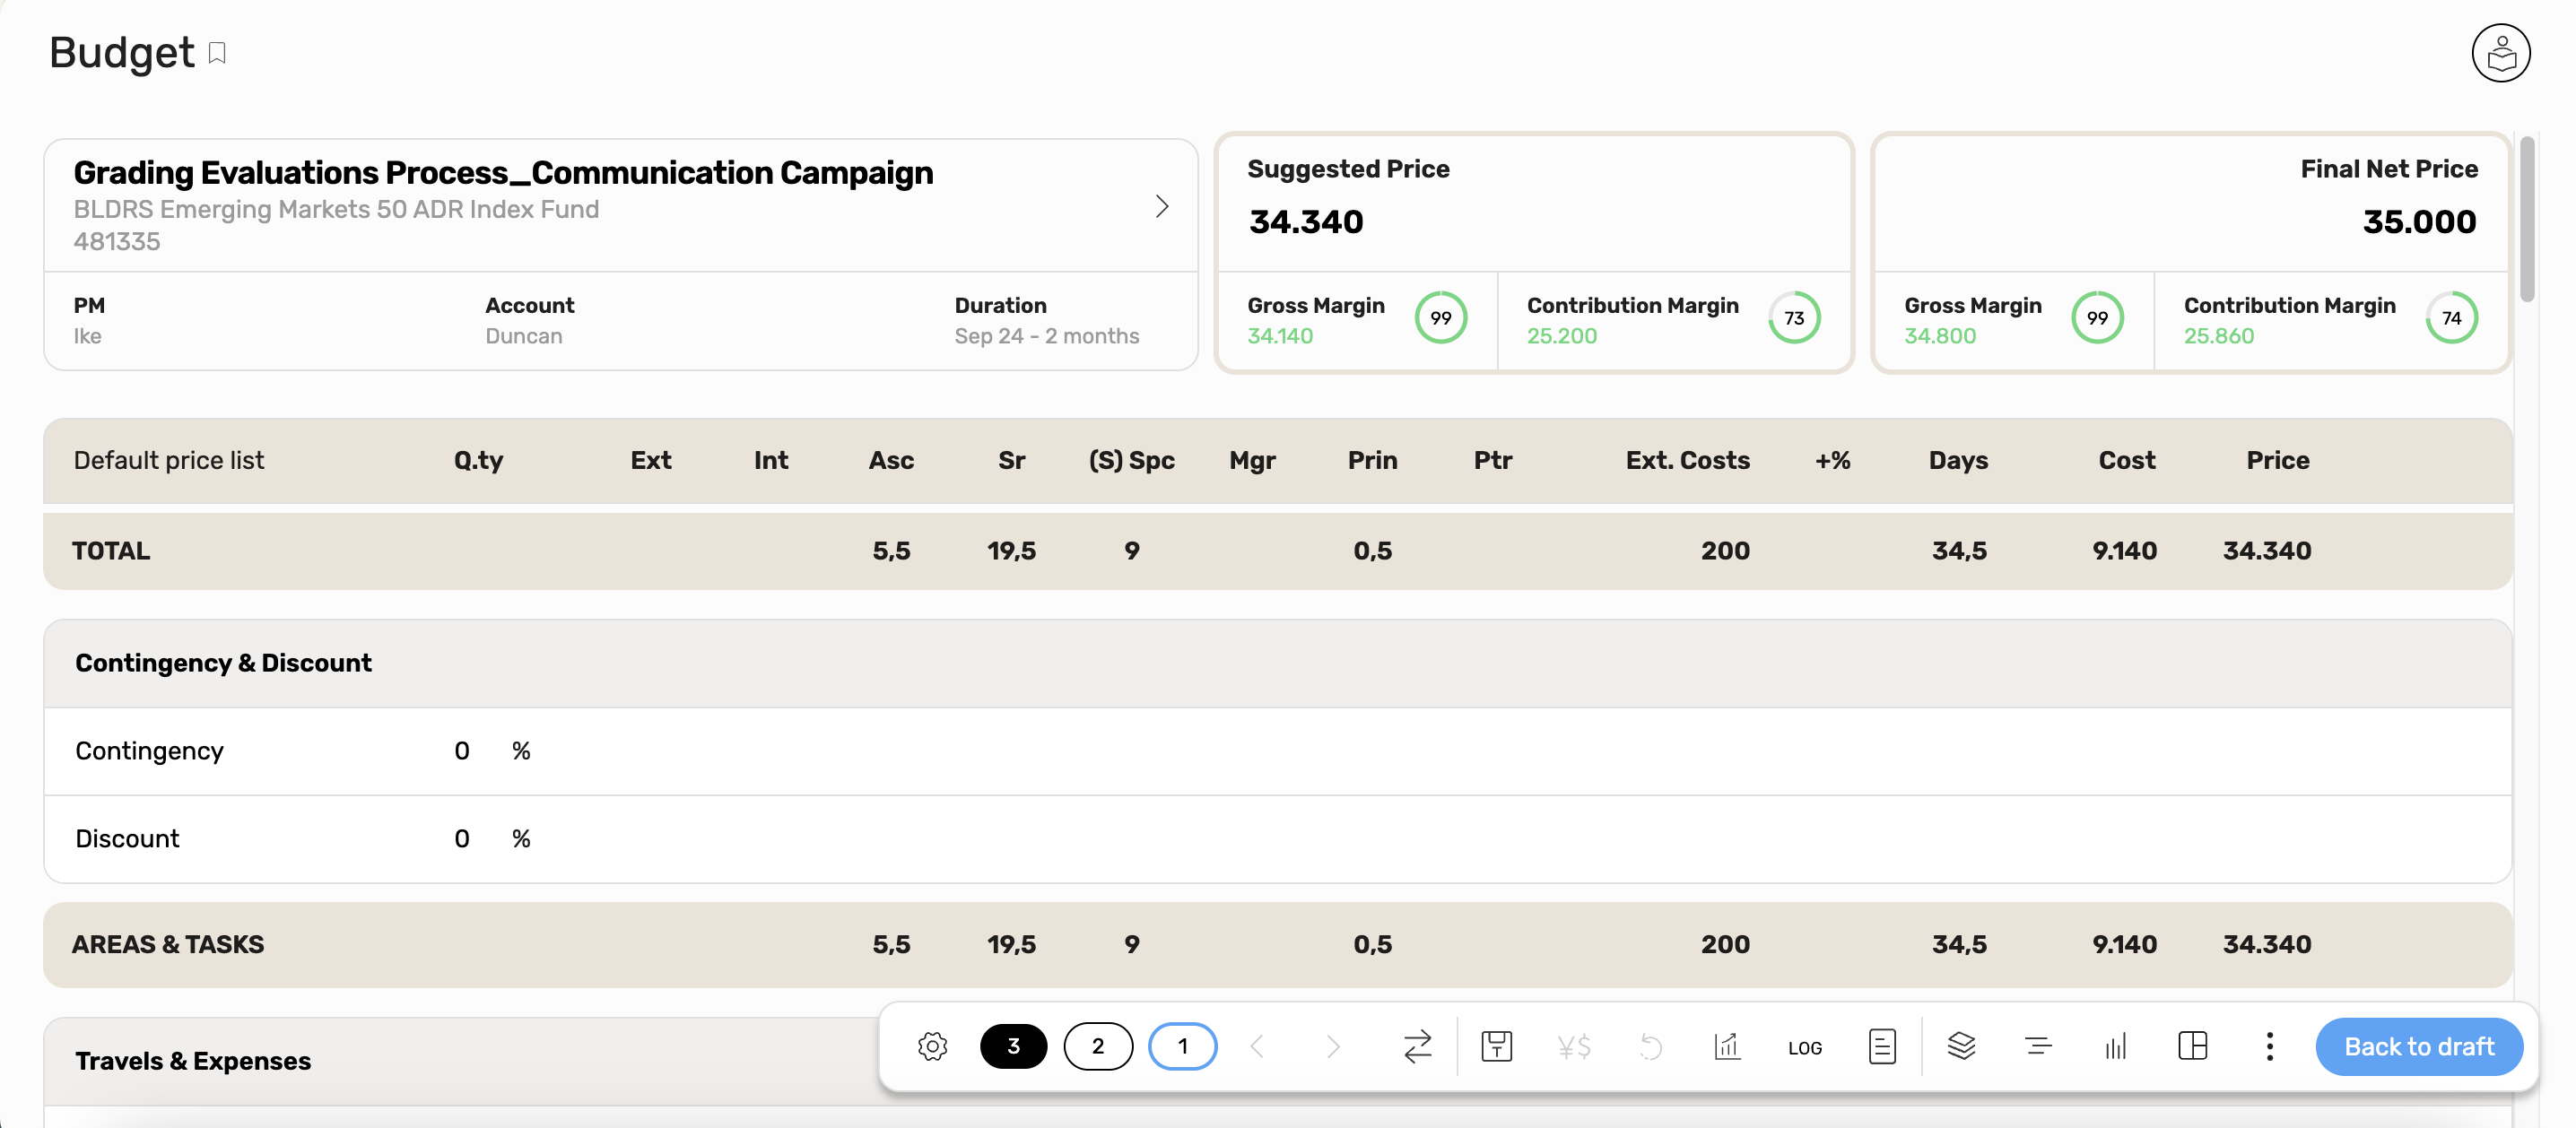 Budget
Grading Evaluations Process_Communication Campaign
BLDRS Emerging Markets 50 ADR Index Fund
481335
PM
Ike
Account
Duncan
Duration
Sep 24 - 2 months
Suggested Price
34.340
Gross Margin
34.140
99
Contribution Margin
25.200
73
Final Net Price
35.000
Gross Margin
34.800
99
Contribution Margin
25.860
74
Default price list Q.ty Ext Int Asc Sr (S) Spc Mgr Prin Ptr Ext. Costs +% Days Cost Price
TOTAL 5,5 19,5 9 0,5 200 34,5 9.140 34.340
Contingency & Discount
Contingency 0 %
Discount 0 %
AREAS & TASKS 5,5 19,5 9 0,5 200 34,5 9.140 34.340
Travels & Expenses
3 2 1 ¥$ LOG Back to draft